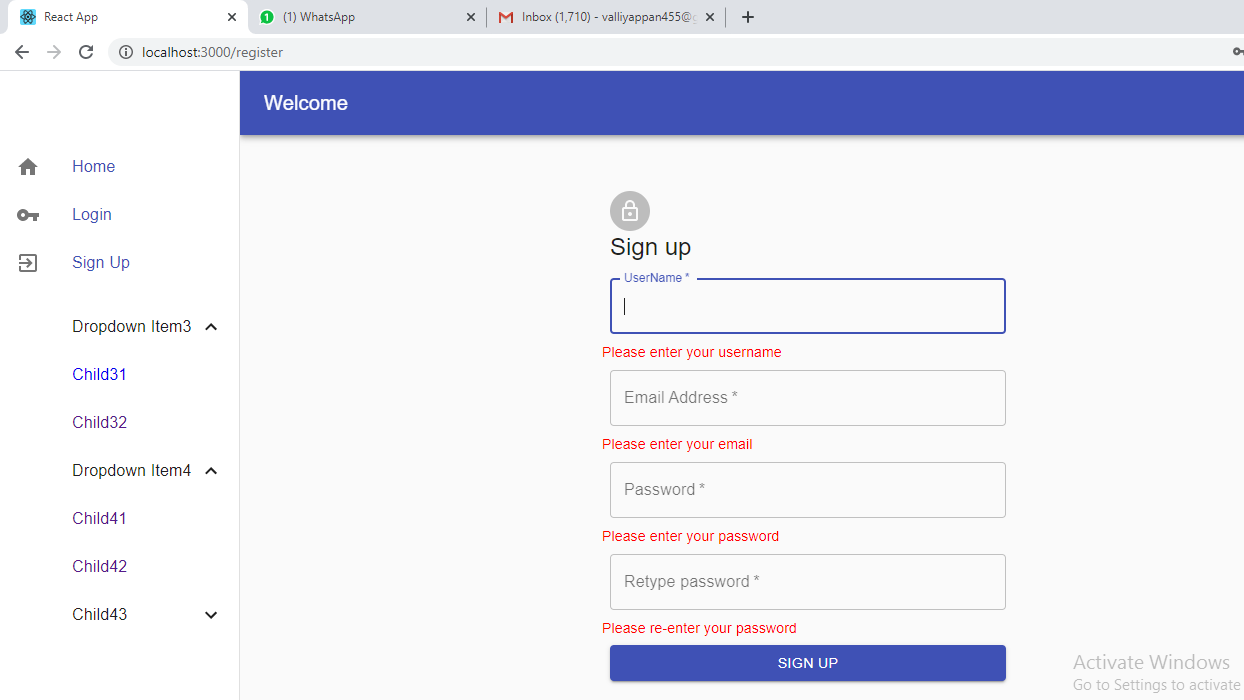 React App
(1) WhatsApp
Inbox (1,710) - valliyappan455@
localhost:3000/register
Welcome
Home
Login
Sign Up
Dropdown Item3
Child31
Child32
Dropdown Item4
Child41
Child42
Child43
Sign up
UserName *
Please enter your username
Email Address *
Please enter your email
Password *
Please enter your password
Retype password *
Please re-enter your password
SIGN UP
Activate Windows
Go to Settings to activate